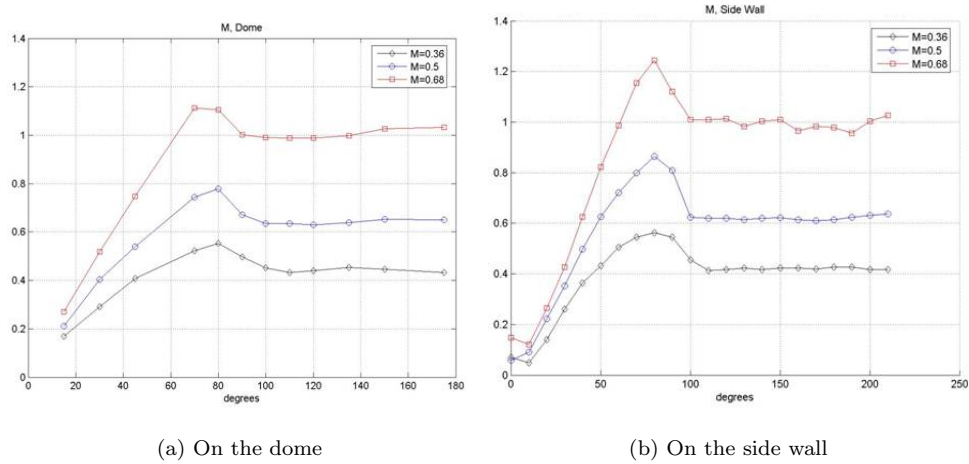 M, Dome
1.4
1.2
1
0.8
0.6
0.4
0.2
0
0 20 40 60 80 100 120 140 160 180
degrees
M=0.36
M=0.5
M=0.68
(a) On the dome
M, Side Wall
1.4
1.2
1
0.8
0.6
0.4
0.2
0
0 50 100 150 200 250
degrees
M=0.36
M=0.5
M=0.68
(b) On the side wall